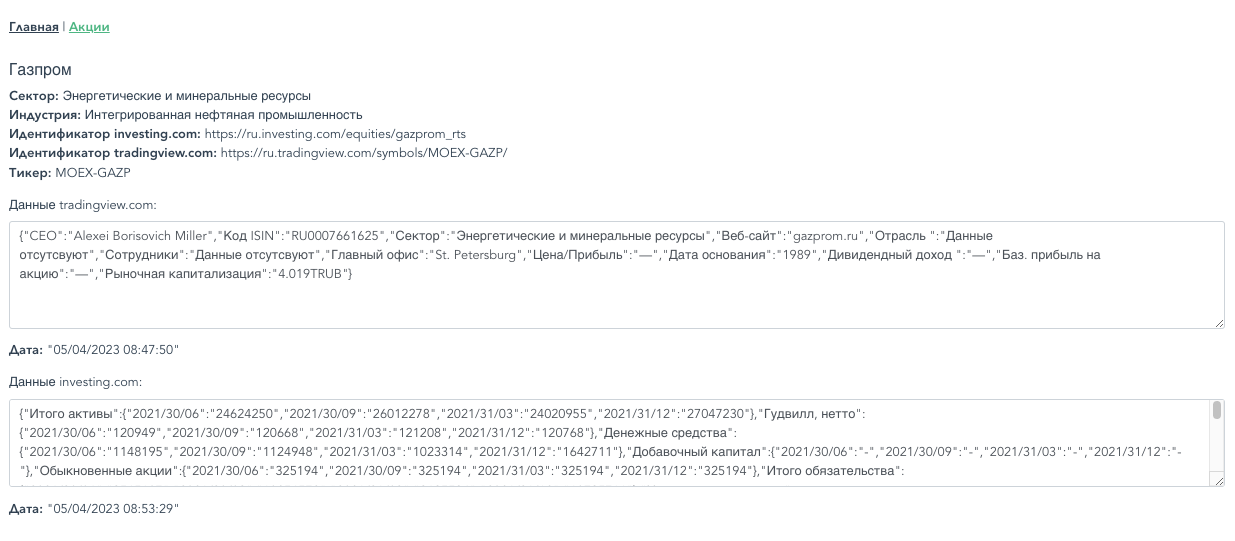 Главная | Акции
Газпром
Сектор: Энергетические и минеральные ресурсы
Индустрия: Интегрированная нефтяная промышленность
Идентификатор investing.com: https://ru.investing.com/equities/gazprom_rts
Идентификатор tradingview.com: https://ru.tradingview.com/symbols/MOEX-GAZP/
Тикер: MOEX-GAZP
Данные tradingview.com:
{"CEO":"Alexei Borisovich Miller","Код ISIN":"RU0007661625","Сектор":"Энергетические и минеральные ресурсы","Веб-сайт":"gazprom.ru","Отрасль ":"Данные
отсутсвуют","Сотрудники":"Данные отсутсвуют","Главный офис":"St. Petersburg","Цена/Прибыль":"—","Дата основания":"1989","Дивидендный доход ":"—","Баз. прибыль на
акцию":"—","Рыночная капитализация":"4.019TRUB"}
Дата: "05/04/2023 08:47:50"
Данные investing.com:
{"Итого активы":{"2021/30/06":"24624250","2021/30/09":"26012278","2021/31/03":"24020955","2021/31/12":"27047230"},"Гудвилл, нетто":
{"2021/30/06":"120949","2021/30/09":"120668","2021/31/03":"121208","2021/31/12":"120768"},"Денежные средства":
{"2021/30/06":"1148195","2021/30/09":"1124948","2021/31/03":"1023314","2021/31/12":"1642711"},"Добавочный капитал":{"2021/30/06":"-","2021/30/09":"-","2021/31/03":"-","2021/31/12":"-
"},"Обыкновенные акции":{"2021/30/06":"325194","2021/30/09":"325194","2021/31/03":"325194","2021/31/12":"325194"},"Итого обязательства":
Дата: "05/04/2023 08:53:29"